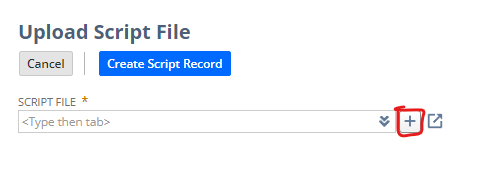 Upload Script File
Cancel Create Script Record
SCRIPT FILE *
<Type then tab>